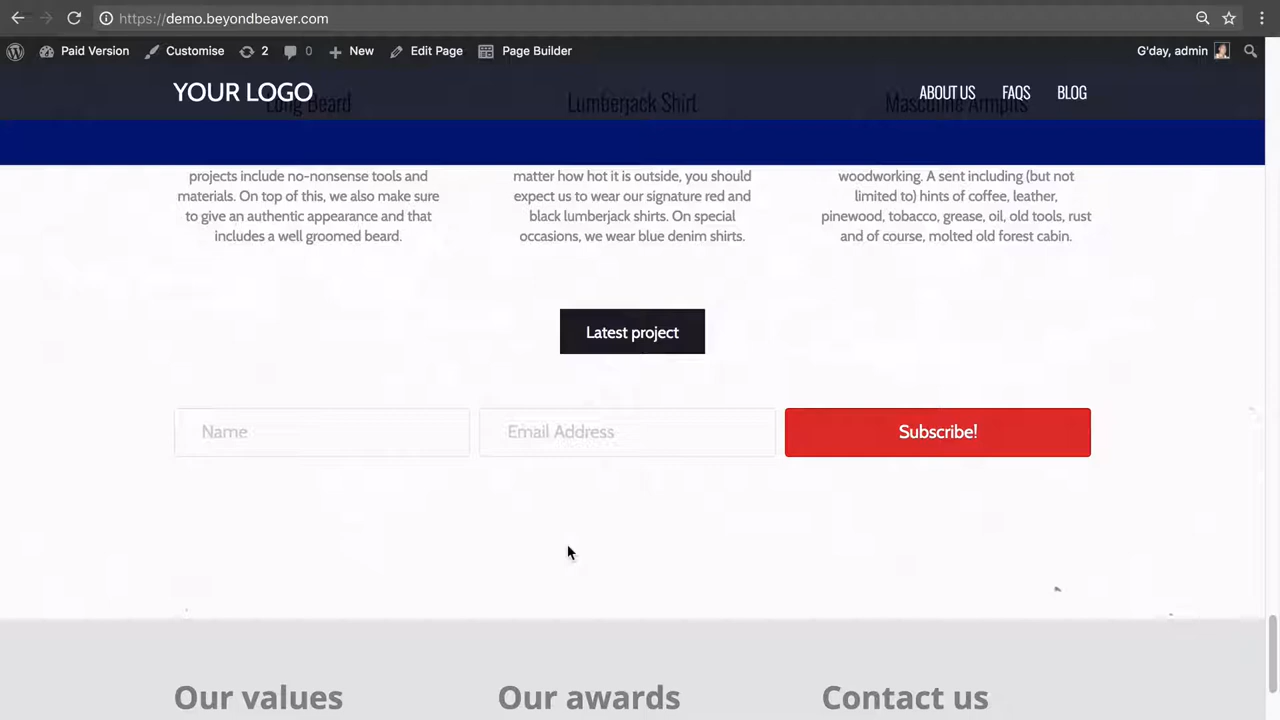 https://demo.beyondbeaver.com
Paid Version Customise 2 0 New Edit Page Page Builder G'day, admin
YOUR LOGO ABOUT US FAQS BLOG
Long Beard Lumberjack Shirt Masculine Armpits
projects include no-nonsense tools and
materials. On top of this, we also make sure
to give an authentic appearance and that
includes a well groomed beard.
matter how hot it is outside, you should
expect us to wear our signature red and
black lumberjack shirts. On special
occasions, we wear blue denim shirts.
woodworking. A sent including (but not
limited to) hints of coffee, leather,
pinewood, tobacco, grease, oil, old tools, rust
and of course, molted old forest cabin.
Latest project
Name Email Address Subscribe!
Our values Our awards Contact us